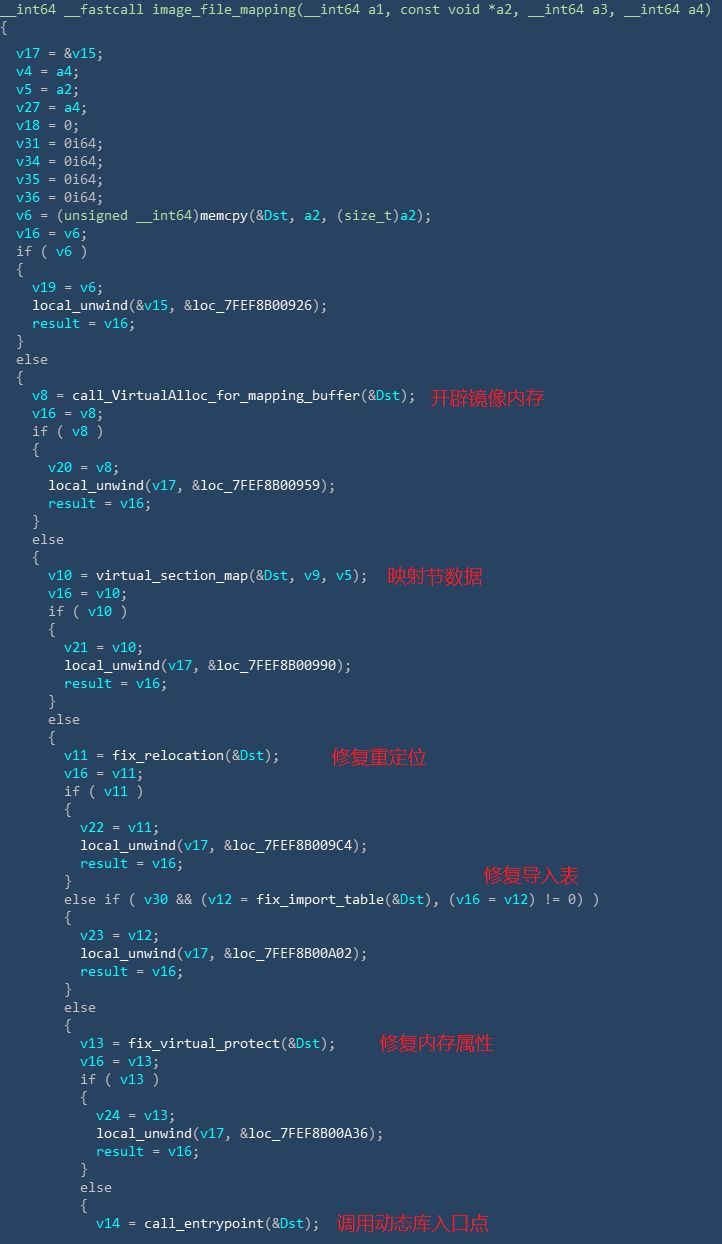 __int64 __fastcall image_file_mapping(__int64 a1, const void *a2, __int64 a3, __int64 a4)
{
v17 = &v15;
v4 = a4;
v5 = a2;
v27 = a4;
v18 = 0;
v31 = 0i64;
v34 = 0i64;
v35 = 0i64;
v36 = 0i64;
v6 = (unsigned __int64)memcpy(&Dst, a2, (size_t)a2);
v16 = v6;
if ( v6 )
{
v19 = v6;
local_unwind(&v15, &loc_7FEF8B00926);
result = v16;
}
else
{
v8 = call_VirtualAlloc_for_mapping_buffer(&Dst); 开辟镜像内存
v16 = v8;
if ( v8 )
{
v20 = v8;
local_unwind(v17, &loc_7FEF8B00959);
result = v16;
}
else
{
v10 = virtual_section_map(&Dst, v9, v5); 映射节数据
v16 = v10;
if ( v10 )
{
v21 = v10;
local_unwind(v17, &loc_7FEF8B00990);
result = v16;
}
else
{
v11 = fix_relocation(&Dst); 修复重定位
v16 = v11;
if ( v11 )
{
v22 = v11;
local_unwind(v17, &loc_7FEF8B009C4);
result = v16;
}
修复导入表
else if ( v30 && (v12 = fix_import_table(&Dst), (v16 = v12) != 0) )
{
v23 = v12;
local_unwind(v17, &loc_7FEF8B00A02);
result = v16;
}
else
{
v13 = fix_virtual_protect(&Dst); 修复内存属性
v16 = v13;
if ( v13 )
{
v24 = v13;
local_unwind(v17, &loc_7FEF8B00A36);
result = v16;
}
else
{
v14 = call_entrypoint(&Dst); 调用动态库入口点